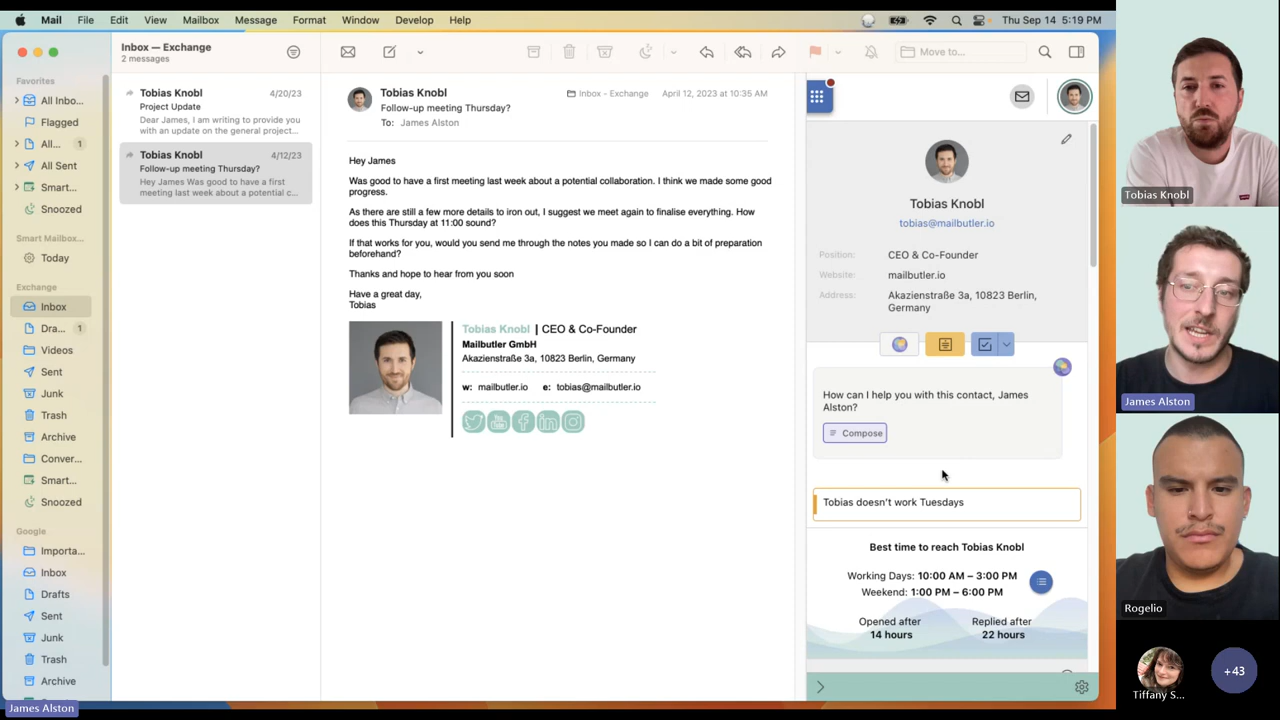 Mail File Edit View Mailbox Message Format Window Develop Help
Thu Sep 14 5:19 PM
Favorites
All Inbo...
Flagged
All... 1
All Sent
Smart...
Snoozed
Smart Mailbox...
Today
Exchange
Inbox
Dra... 1
Videos
Sent
Junk
Trash
Archive
Conver...
Smart...
Snoozed
Google
Importa...
Inbox
Drafts
Sent
Junk
Trash
Archive
James Alston
Inbox — Exchange
2 messages
Tobias Knobl 4/20/23
Project Update
Dear James, I am writing to provide you
with an update on the general project...
Tobias Knobl 4/12/23
Follow-up meeting Thursday?
Hey James Was good to have a first
meeting last week about a potential c...
Move to...
Tobias Knobl
Inbox - Exchange April 12, 2023 at 10:35 AM
Follow-up meeting Thursday?
To: James Alston
Hey James
Was good to have a first meeting last week about a potential collaboration. I think we made some good
progress.
As there are still a few more details to iron out, I suggest we meet again to finalise everything. How
does this Thursday at 11:00 sound?
If that works for you, would you send me through the notes you made so I can do a bit of preparation
beforehand?
Thanks and hope to hear from you soon
Have a great day,
Tobias
Tobias Knobl | CEO & Co-Founder
Mailbutler GmbH
Akazienstraße 3a, 10823 Berlin, Germany
w: mailbutler.io e: tobias@mailbutler.io
You Tube
f
in
Tobias Knobl
tobias@mailbutler.io
Position: CEO & Co-Founder
Website: mailbutler.io
Address: Akazienstraße 3a, 10823 Berlin,
Germany
How can I help you with this contact, James
Alston?
Compose
Tobias doesn't work Tuesdays
Best time to reach Tobias Knobl
Working Days: 10:00 AM – 3:00 PM
Weekend: 1:00 PM – 6:00 PM
Opened after
14 hours
Replied after
22 hours
Tobias Knobl
James Alston
Rogelio
Tiffany S...
+43